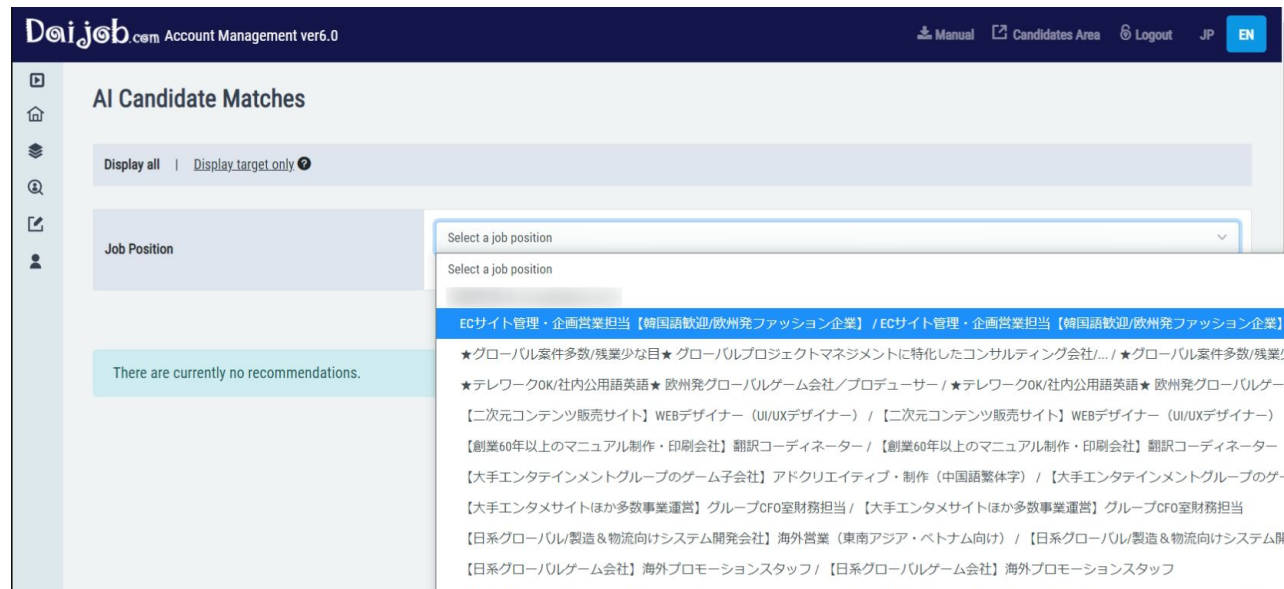 Daijob.com Account Management ver6.0
Manual Candidates Area Logout JP EN
AI Candidate Matches
Display all | Display target only ?
Job Position
Select a job position
Select a job position
ECサイト管理・企画営業担当【韓国語歓迎/欧州発ファッション企業】 / ECサイト管理・企画営業担当【韓国語歓迎/欧州発ファッション企業】
★グローバル案件多数/残業少な目★ グローバルプロジェクトマネジメントに特化したコンサルティング会社/... / ★グローバル案件多数/残業
There are currently no recommendations.
★テレワークOK/社内公用語英語★ 欧州発グローバルゲーム会社／プロデューサー / ★テレワークOK/社内公用語英語★ 欧州発グローバルゲー
【二次元コンテンツ販売サイト】WEBデザイナー（UI/UXデザイナー） / 【二次元コンテンツ販売サイト】WEBデザイナー（UI/UXデザイナー）
【創業60年以上のマニュアル制作・印刷会社】翻訳コーディネーター / 【創業60年以上のマニュアル制作・印刷会社】翻訳コーディネーター
【大手エンタテインメントグループのゲーム子会社】アドクリエイティブ・制作（中国語繁体字） / 【大手エンタテインメントグループのゲー
【大手エンタメサイトほか多数事業運営】グループCFO室財務担当 / 【大手エンタメサイトほか多数事業運営】グループCFO室財務担当
【日系グローバル/製造＆物流向けシステム開発会社】海外営業（東南アジア・ベトナム向け） / 【日系グローバル/製造＆物流向けシステム開
【日系グローバルゲーム会社】海外プロモーションスタッフ / 【日系グローバルゲーム会社】海外プロモーションスタッフ